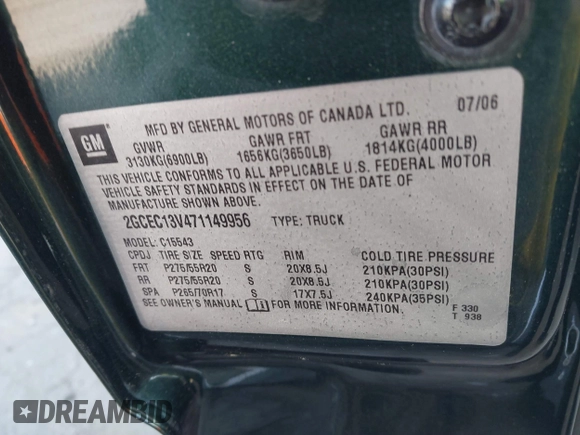 GM
MFD BY GENERAL MOTORS OF CANADA LTD. 07/06
GVWR GAWR FRT GAWR RR
3130KG(6900LB) 1656KG(3650LB) 1814KG(4000LB)
THIS VEHICLE CONFORMS TO ALL APPLICABLE U.S. FEDERAL MOTOR
VEHICLE SAFETY STANDARDS IN EFFECT ON THE DATE OF
MANUFACTURE SHOWN ABOVE.
2GCEC13V471149956 TYPE: TRUCK
MODEL: C15543
CPDJ TIRE SIZE SPEED RTG RIM COLD TIRE PRESSURE
FRT P275/55R20 S 20X8.5J 210KPA(30PSI)
RR P275/55R20 S 20X8.5J 210KPA(30PSI)
SPA P265/70R17 S 17X7.5J 240KPA(35PSI)
SEE OWNER'S MANUAL FOR MORE INFORMATION. F 330
T 938
DREAMBID